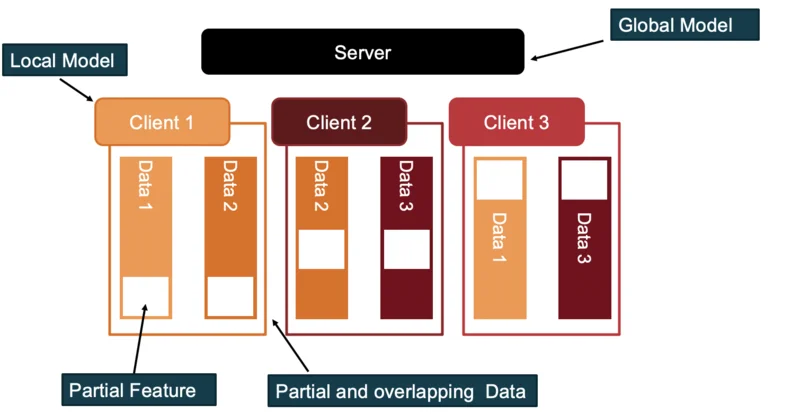 Global Model
Server
Local Model
Client 1
Client 2
Client 3
Data 1
Data 2
Data 2
Data 3
Data 1
Data 3
Partial Feature
Partial and overlapping Data